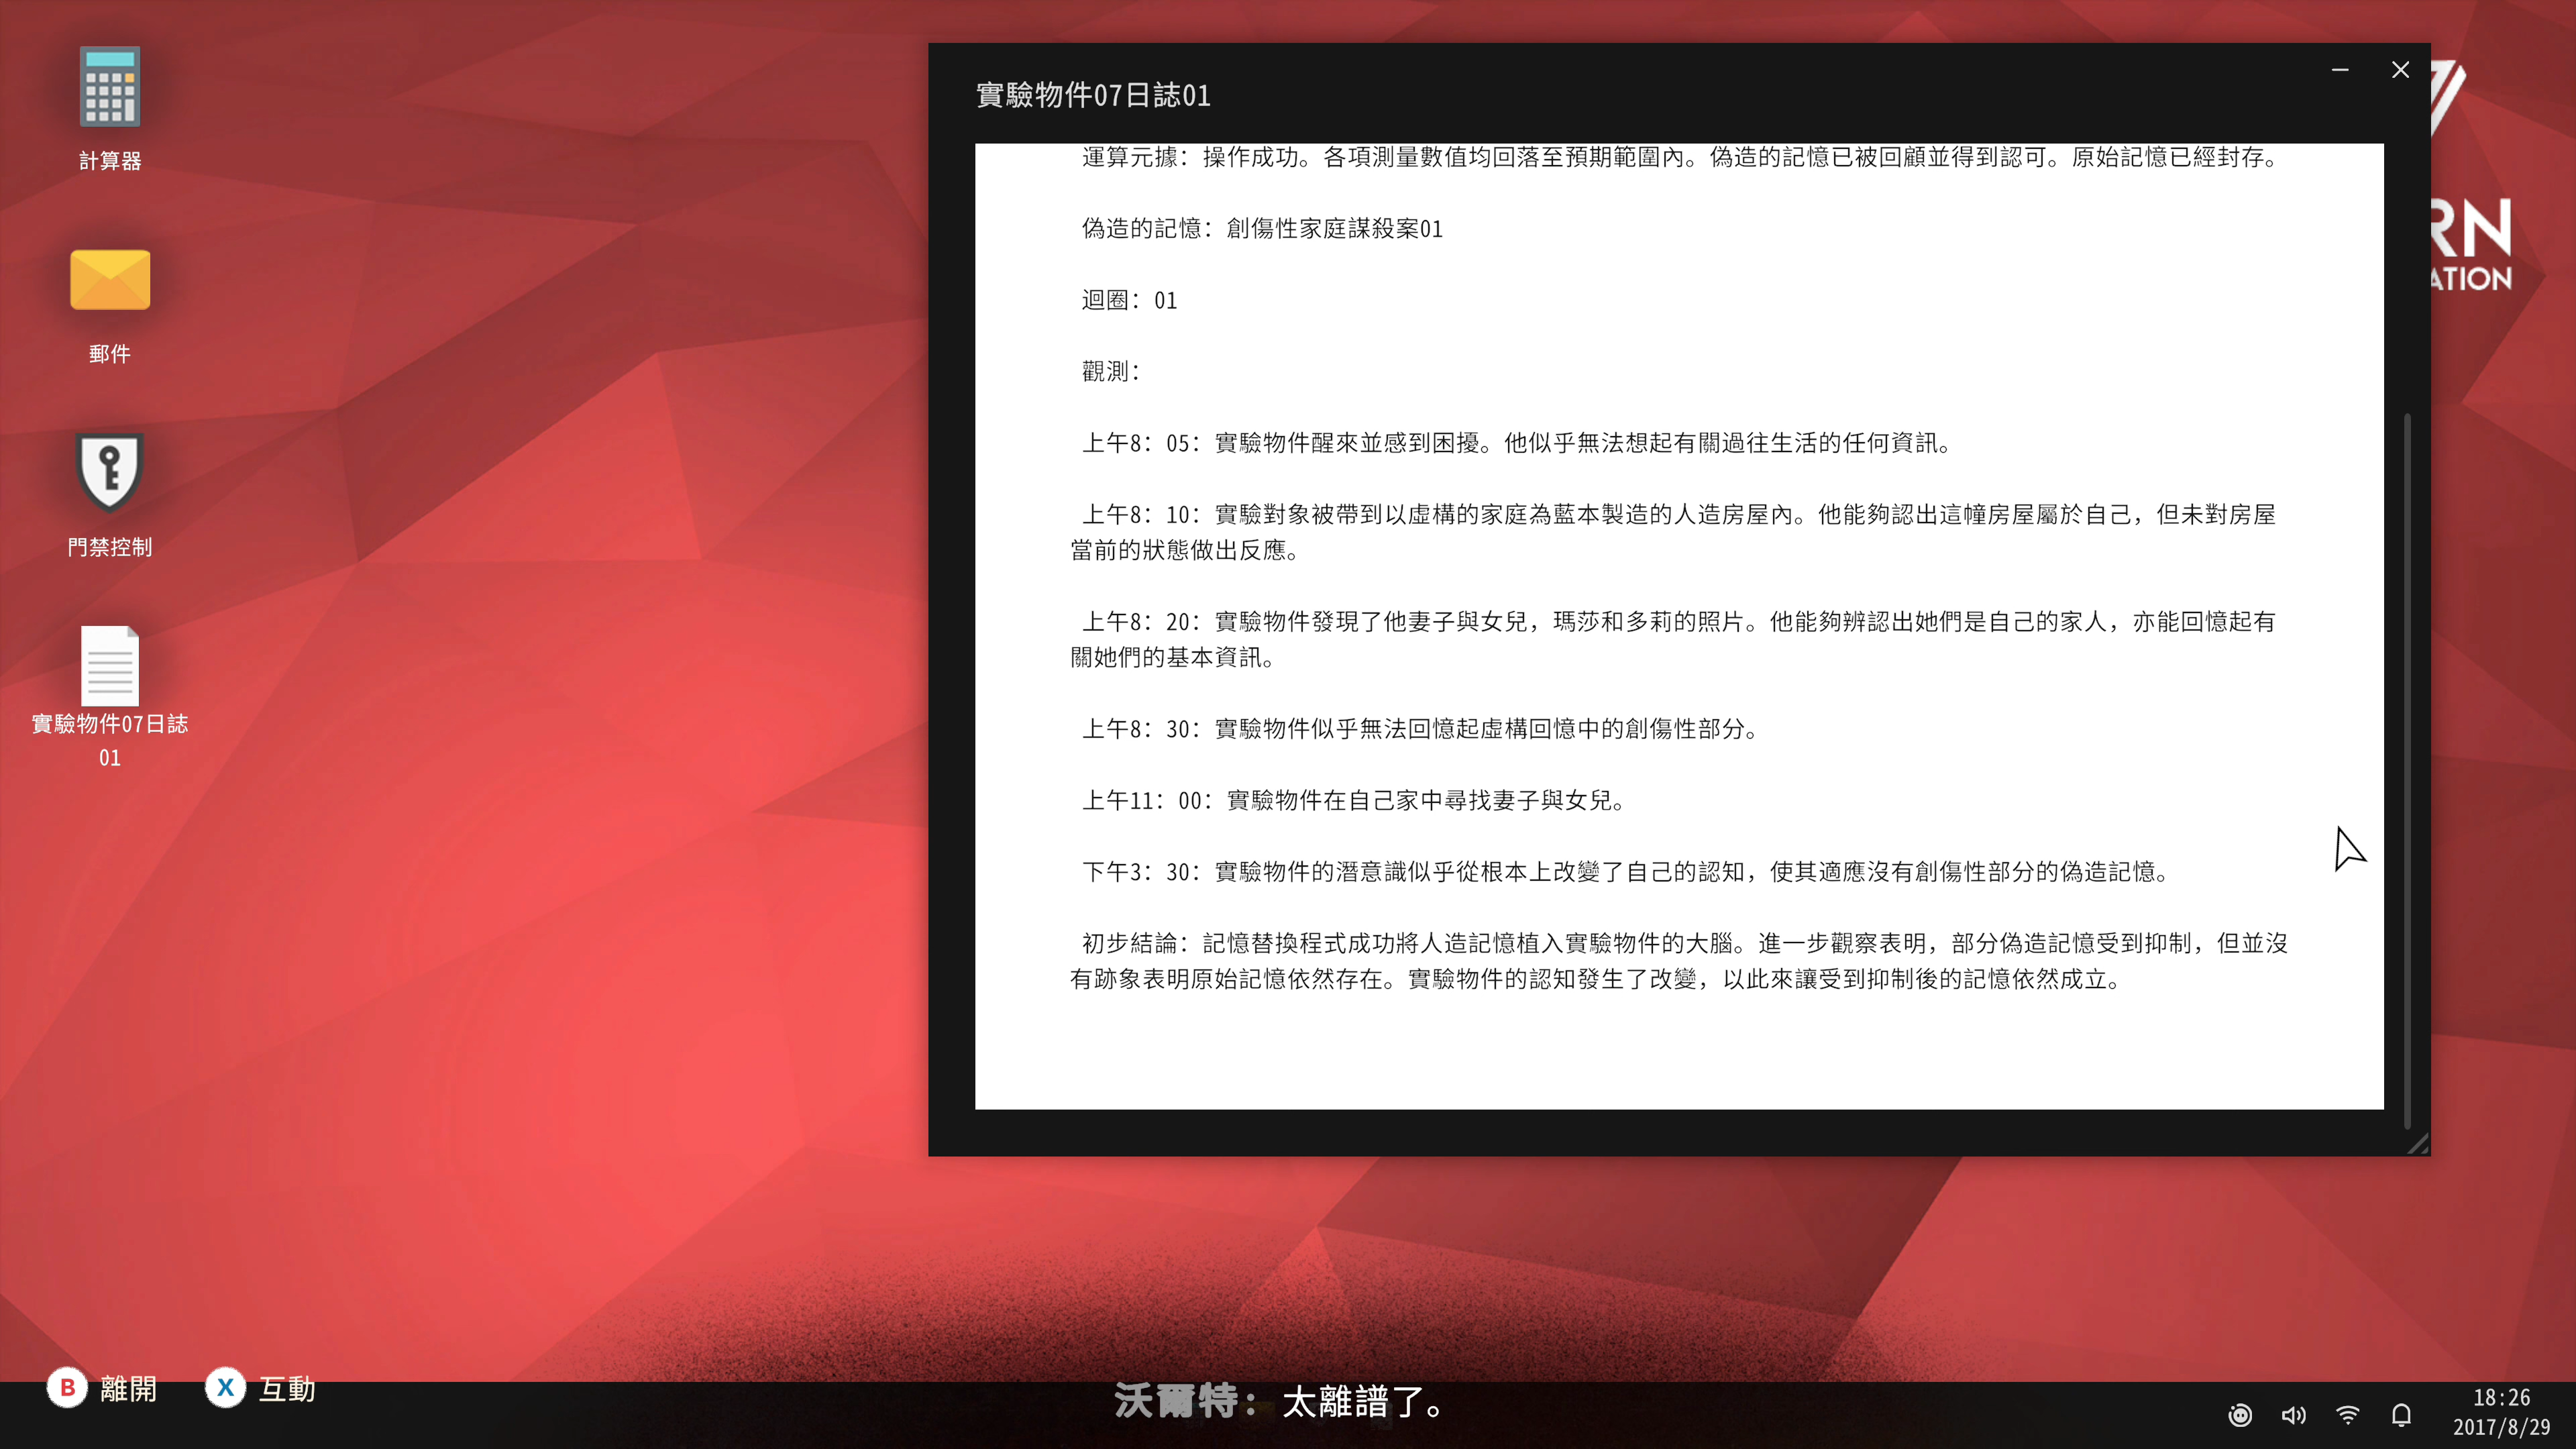 計算器
郵件
門禁控制
實驗物件07日誌
01
實驗物件07日誌01
運算元據：操作成功。各項測量數值均回落至預期範圍內。偽造的記憶已被回顧並得到認可。原始記憶已經封存。
偽造的記憶：創傷性家庭謀殺案01
迴圈：01
觀測：
上午8：05：實驗物件醒來並感到困擾。他似乎無法想起有關過往生活的任何資訊。
上午8：10：實驗對象被帶到以虛構的家庭為藍本製造的人造房屋內。他能夠認出這幢房屋屬於自己，但未對房屋
當前的狀態做出反應。
上午8：20：實驗物件發現了他妻子與女兒，瑪莎和多莉的照片。他能夠辨認出她們是自己的家人，亦能回憶起有
關她們的基本資訊。
上午8：30：實驗物件似乎無法回憶起虛構回憶中的創傷性部分。
上午11：00：實驗物件在自己家中尋找妻子與女兒。
下午3：30：實驗物件的潛意識似乎從根本上改變了自己的認知，使其適應沒有創傷性部分的偽造記憶。
初步結論：記憶替換程式成功將人造記憶植入實驗物件的大腦。進一步觀察表明，部分偽造記憶受到抑制，但並沒
有跡象表明原始記憶依然存在。實驗物件的認知發生了改變，以此來讓受到抑制後的記憶依然成立。
RN
ATION
B 離開 X 互動
沃爾特：太離譜了。
18:26
2017/8/29